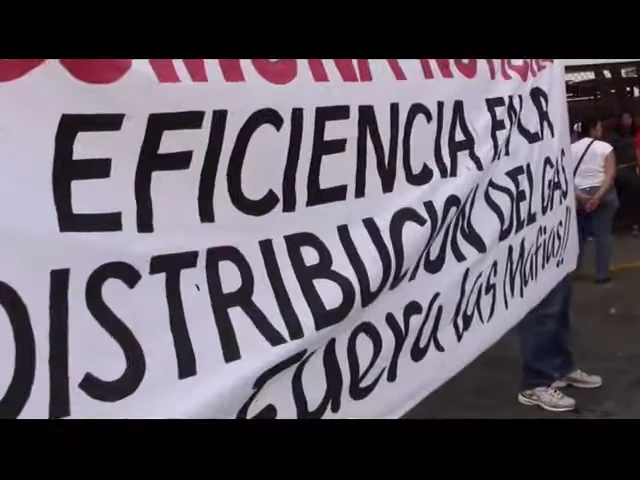 EFICIENCIA EN LA
DISTRIBUCION DEL GAS
Fuera las Mafias!!